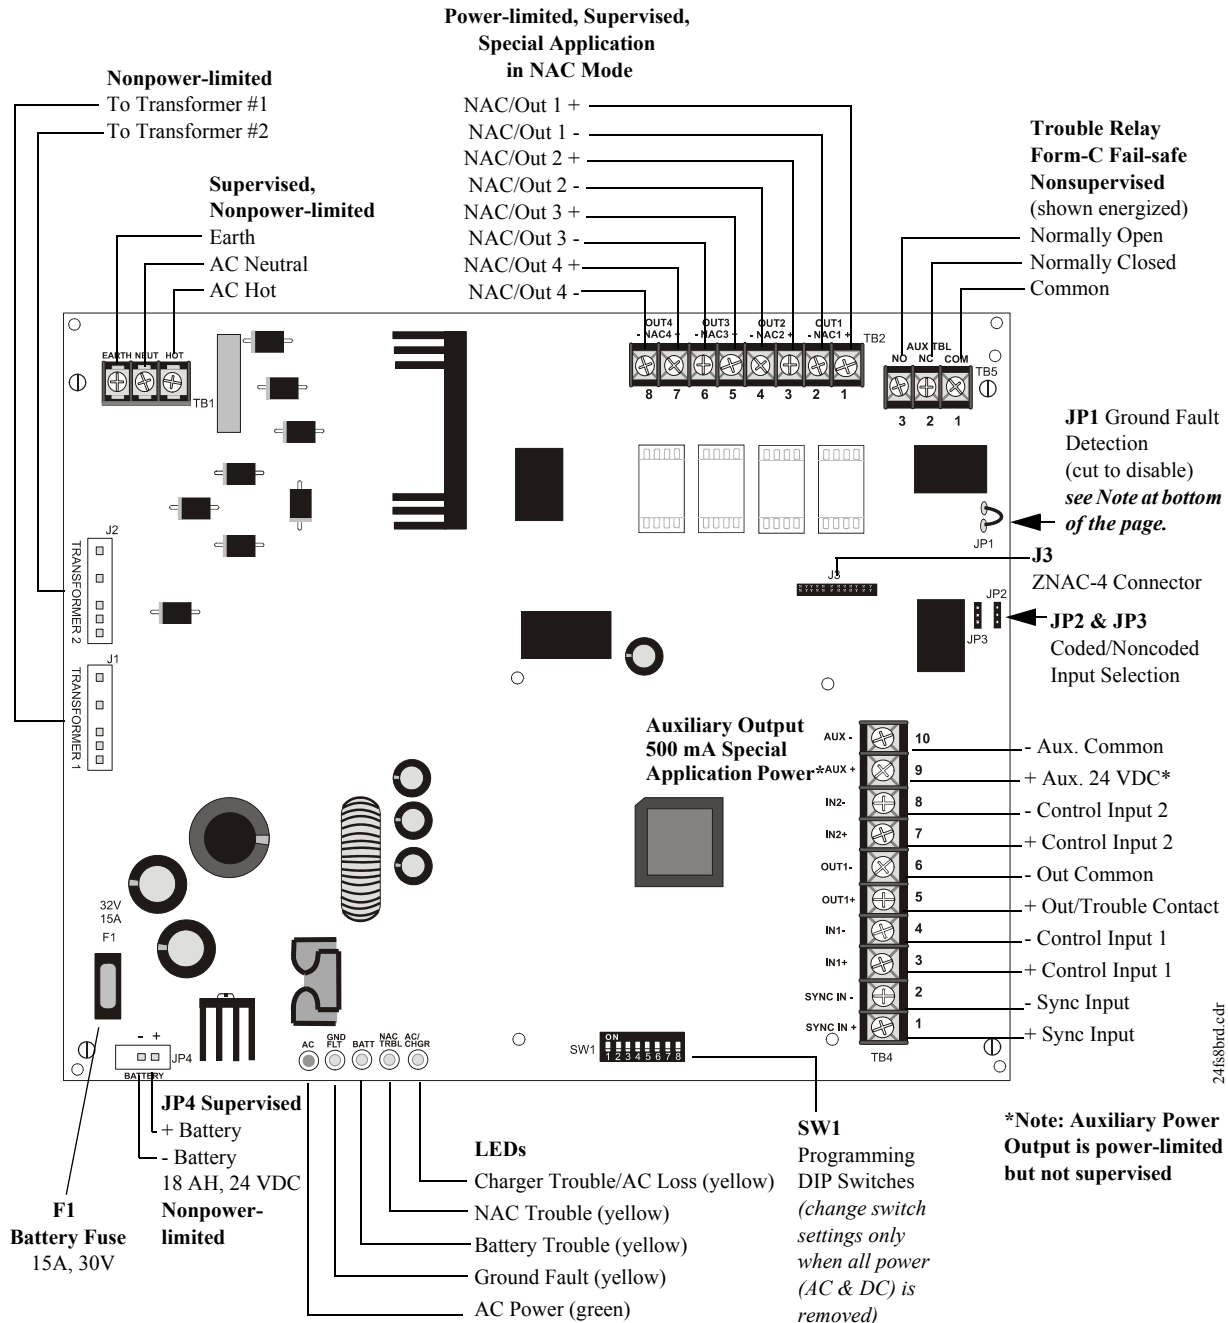 Power-limited, Supervised,
Special Application
in NAC Mode
Nonpower-limited
To Transformer #1
To Transformer #2
Supervised,
Nonpower-limited
Earth
AC Neutral
AC Hot
NAC/Out 1 +
NAC/Out 1 -
NAC/Out 2 +
NAC/Out 2 -
NAC/Out 3 +
NAC/Out 3 -
NAC/Out 4 +
NAC/Out 4 -
Trouble Relay
Form-C Fail-safe
Nonsupervised
(shown energized)
Normally Open
Normally Closed
Common
EARTH NEUT HOT
TB1
OUT4 OUT3 OUT2 OUT1
- NAC4 + - NAC3 + - NAC2 + - NAC1 +
TB2
8 7 6 5 4 3 2 1
AUX TBL
NO NC COM
TB5
3 2 1
JP1 Ground Fault
Detection
(cut to disable)
see Note at bottom
of the page.
JP1
J3
ZNAC-4 Connector
J3
JP2
JP3
JP2 & JP3
Coded/Noncoded
Input Selection
J2
TRANSFORMER 2
J1
TRANSFORMER 1
Auxiliary Output
500 mA Special
Application Power*
AUX - 10 - Aux. Common
AUX + 9 + Aux. 24 VDC*
IN2- 8 - Control Input 2
IN2+ 7 + Control Input 2
OUT1- 6 - Out Common
OUT1+ 5 + Out/Trouble Contact
IN1- 4 - Control Input 1
IN1+ 3 + Control Input 1
SYNC IN - 2 - Sync Input
SYNC IN + 1 + Sync Input
TB4
32V
15A
F1
- +
JP4
BATTERY
AC
GND FLT
BATT
NAC TRBL
AC/ CHGR
SW1
ON
1 2 3 4 5 6 7 8
24fs8brd.cdr
F1
Battery Fuse
15A, 30V
JP4 Supervised
+ Battery
- Battery
18 AH, 24 VDC
Nonpower-
limited
LEDs
Charger Trouble/AC Loss (yellow)
NAC Trouble (yellow)
Battery Trouble (yellow)
Ground Fault (yellow)
AC Power (green)
SW1
Programming
DIP Switches
(change switch
settings only
when all power
(AC & DC) is
removed)
*Note: Auxiliary Power
Output is power-limited
but not supervised